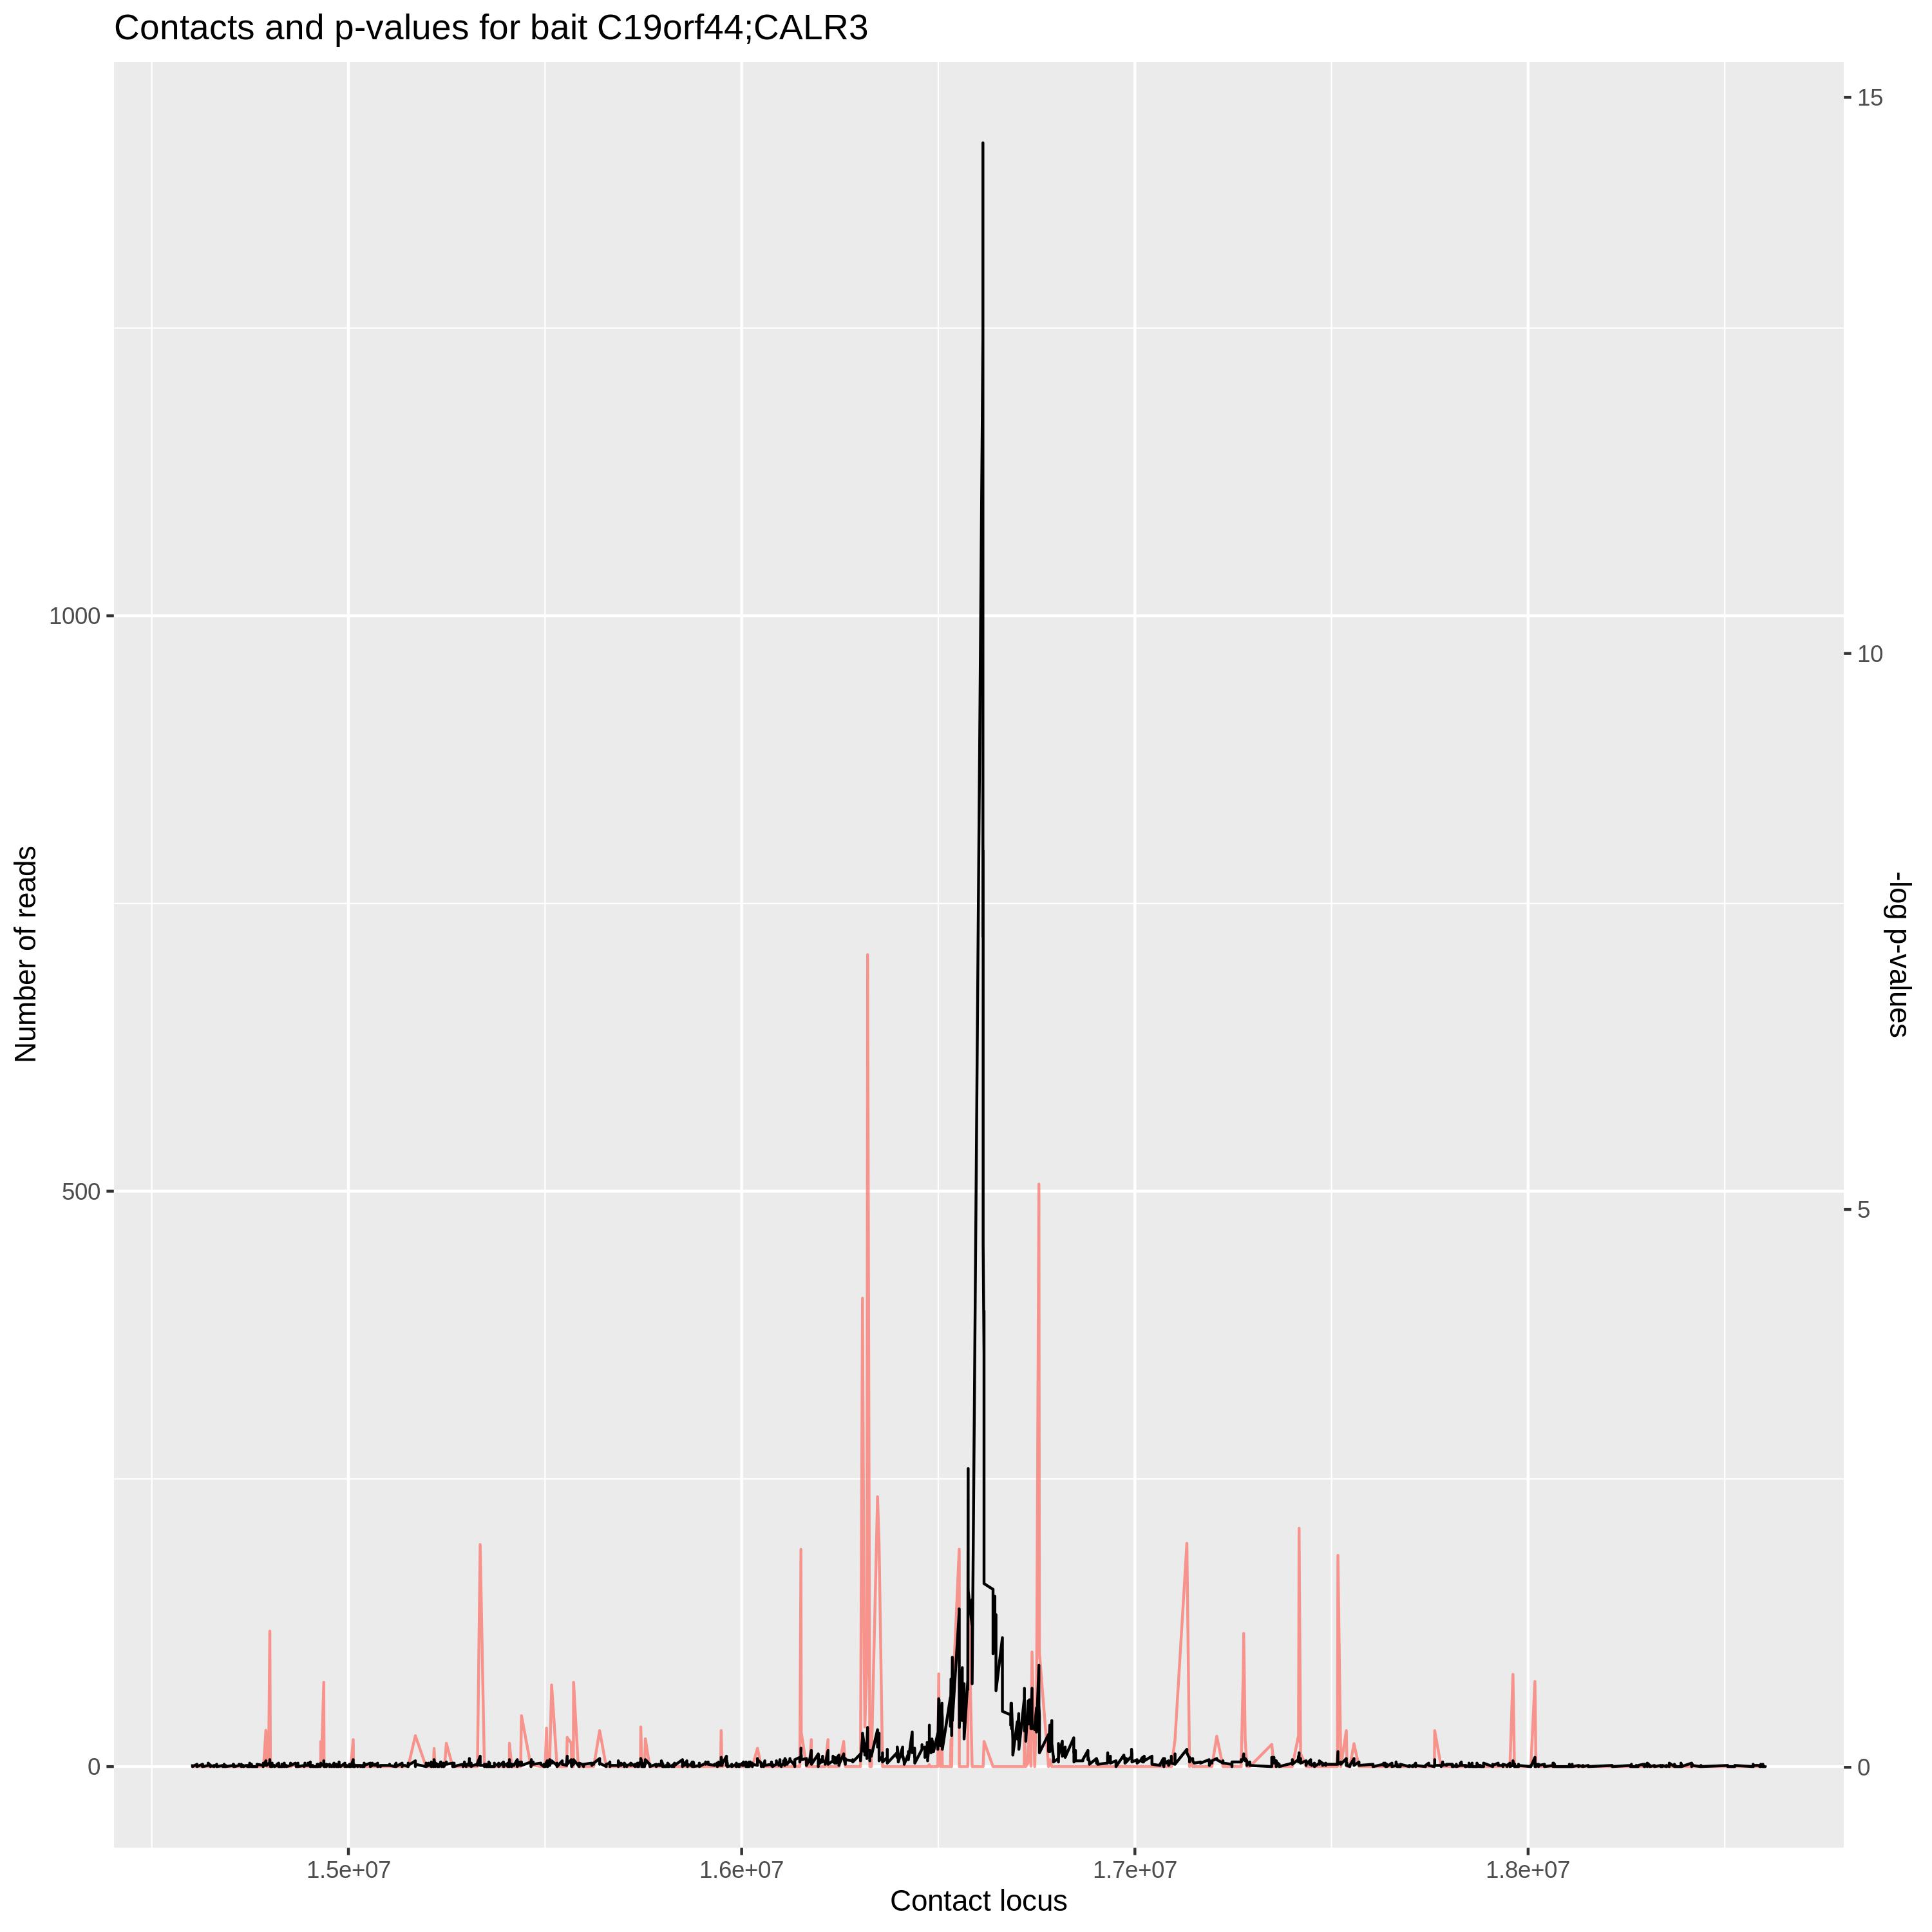 Contacts and p-values for bait C19orf44;CALR3
15
1000
10
Number of reads
-log p-values
500
5
0
0
1.5e+07
1.6e+07
1.7e+07
1.8e+07
Contact locus